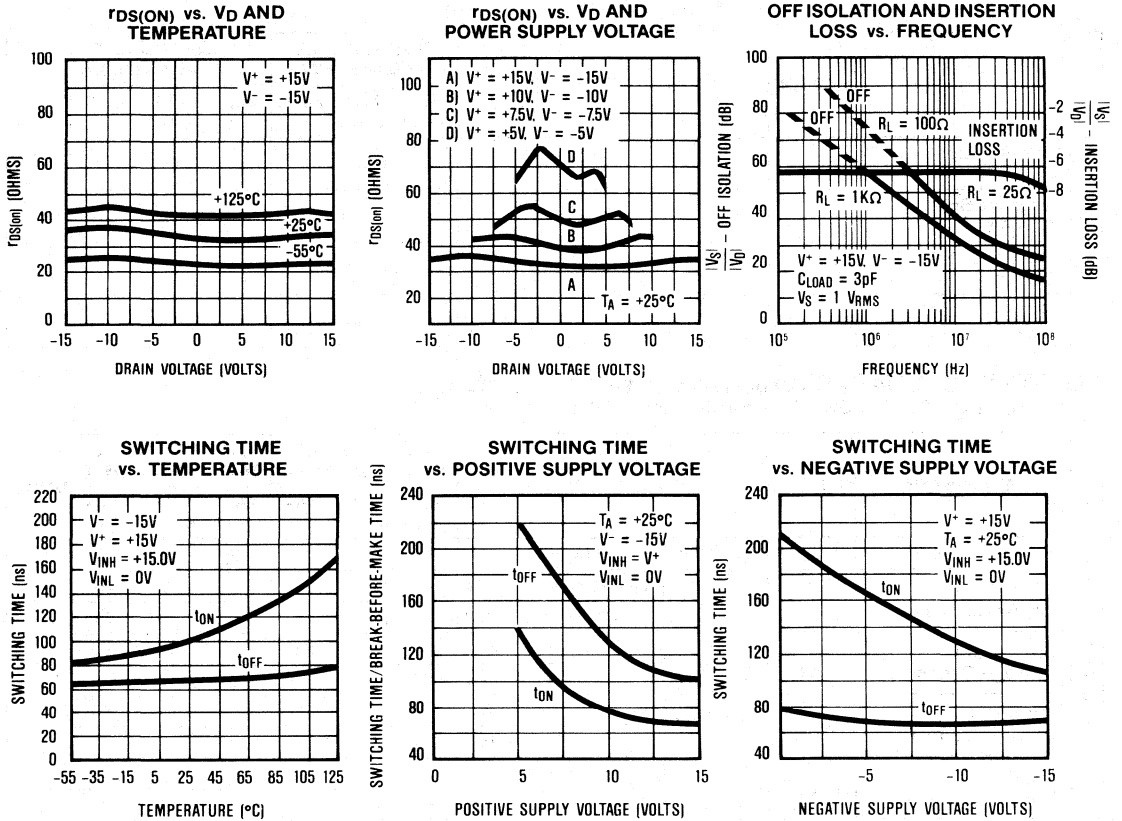 rDS(ON) vs. VD AND
TEMPERATURE
100
80
60
40
20
0
rDS(on) (OHMS)
V+ = +15V
V− = −15V
+125°C
+25°C
−55°C
−15 −10 −5 0 5 10 15
DRAIN VOLTAGE (VOLTS)
rDS(ON) vs. VD AND
POWER SUPPLY VOLTAGE
100
80
60
40
20
rDS(on) (OHMS)
A) V+ = +15V, V− = −15V
B) V+ = +10V, V− = −10V
C) V+ = +7.5V, V− = −7.5V
D) V+ = +5V, V− = −5V
D
C
B
A
TA = +25°C
−15 −10 −5 0 5 10 15
DRAIN VOLTAGE (VOLTS)
OFF ISOLATION AND INSERTION
LOSS vs. FREQUENCY
100
80
60
40
20
0
|VS| / |VD| − OFF ISOLATION (dB)
OFF
OFF
RL = 100Ω
INSERTION
LOSS
RL = 1KΩ
RL = 25Ω
V+ = +15V, V− = −15V
CLOAD = 3pF
VS = 1 VRMS
−2
−4
−6
−8
|VS| / |VD| − INSERTION LOSS (dB)
10⁵ 10⁶ 10⁷ 10⁸
FREQUENCY (Hz)
SWITCHING TIME
vs. TEMPERATURE
220
200
180
160
140
120
100
80
60
40
20
0
SWITCHING TIME (ns)
V− = −15V
V+ = +15V
VINH = +15.0V
VINL = 0V
tON
tOFF
−55 −35 −15 5 25 45 65 85 105 125
TEMPERATURE (°C)
SWITCHING TIME
vs. POSITIVE SUPPLY VOLTAGE
240
200
160
120
80
40
SWITCHING TIME/BREAK-BEFORE-MAKE TIME (ns)
TA = +25°C
V− = −15V
VINH = V+
VINL = 0V
tOFF
tON
0 5 10 15
POSITIVE SUPPLY VOLTAGE (VOLTS)
SWITCHING TIME
vs. NEGATIVE SUPPLY VOLTAGE
240
200
160
120
80
40
SWITCHING TIME (ns)
V+ = +15V
TA = +25°C
VINH = +15.0V
VINL = 0V
tON
tOFF
−5 −10 −15
NEGATIVE SUPPLY VOLTAGE (VOLTS)